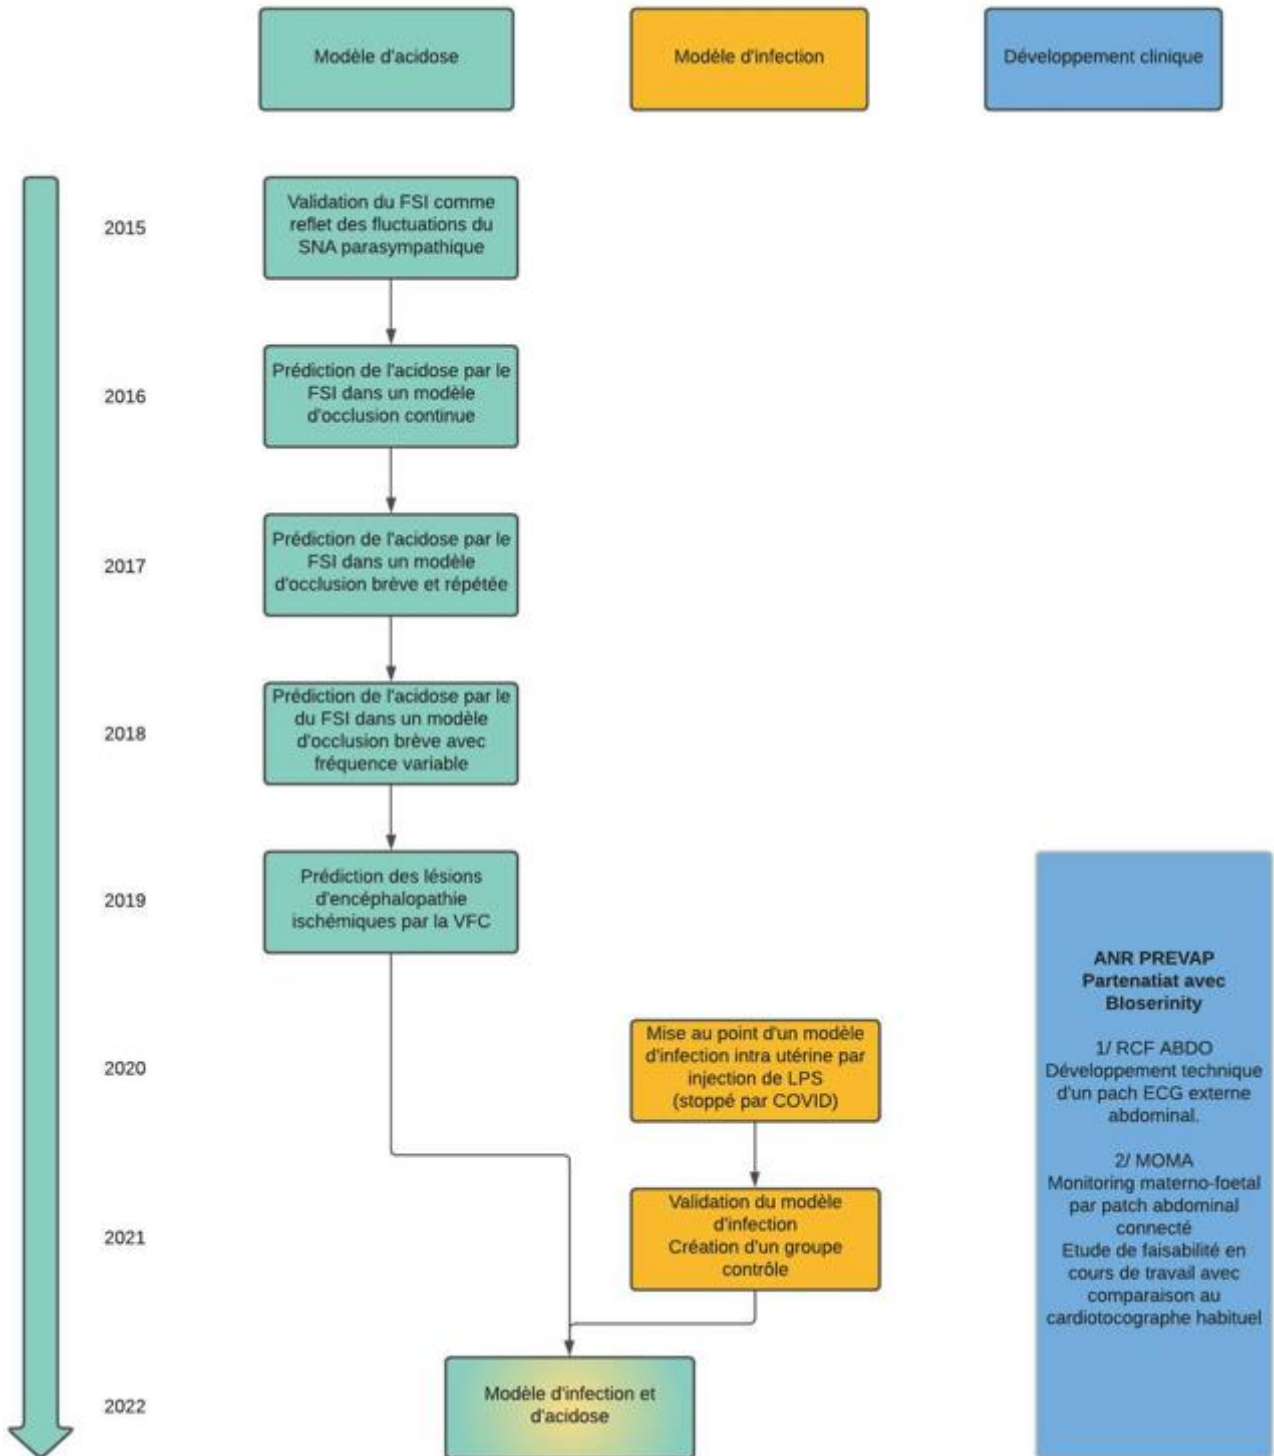 Modèle d'acidose
Modèle d'infection
Développement clinique
2015
Validation du FSI comme
reflet des fluctuations du
SNA parasympathique
2016
Prédiction de l'acidose par le
FSI dans un modèle
d'occlusion continue
2017
Prédiction de l'acidose par le
FSI dans un modèle
d'occlusion brève et répétée
2018
Prédiction de l'acidose par le
du FSI dans un modèle
d'occlusion brève avec
fréquence variable
2019
Prédiction des lésions
d'encéphalopathie
ischémiques par la VFC
2020
Mise au point d'un modèle
d'infection intra utérine par
injection de LPS
(stoppé par COVID)
2021
Validation du modèle
d'infection
Création d'un groupe
contrôle
ANR PREVAP
Partenatiat avec
Bloserinity
1/ RCF ABDO
Développement technique
d'un pach ECG externe
abdominal.
2/ MOMA
Monitoring materno-foetal
par patch abdominal
connecté
Etude de faisabilité en
cours de travail avec
comparaison au
cardiotocographe habituel
2022
Modèle d'infection et
d'acidose